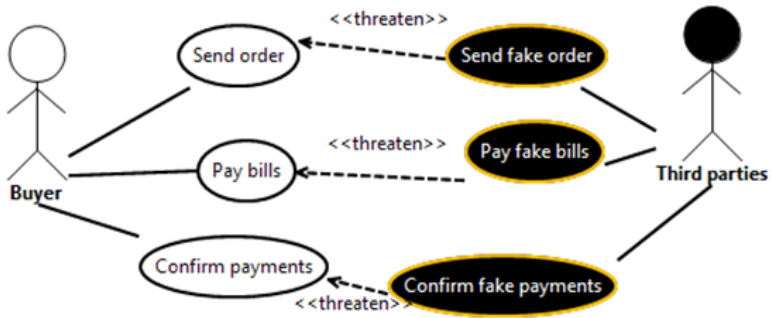 <<threaten>>
Send order
Send fake order
<<threaten>>
Pay bills
Pay fake bills
Buyer
Third parties
Confirm payments
Confirm fake payments
<<threaten>>